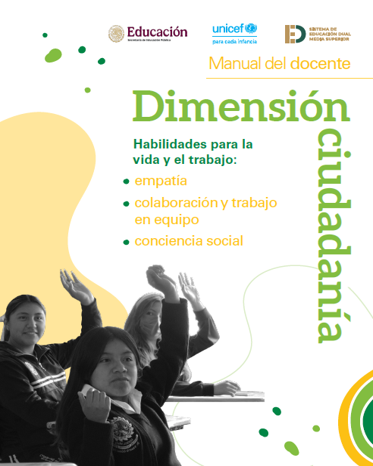 Educación
Secretaría de Educación Pública
unicef
para cada infancia
SISTEMA DE
EDUCACIÓN DUAL
MEDIA SUPERIOR
Manual del docente
Dimensión
ciudadanía
Habilidades para la
vida y el trabajo:
empatía
colaboración y trabajo
en equipo
conciencia social